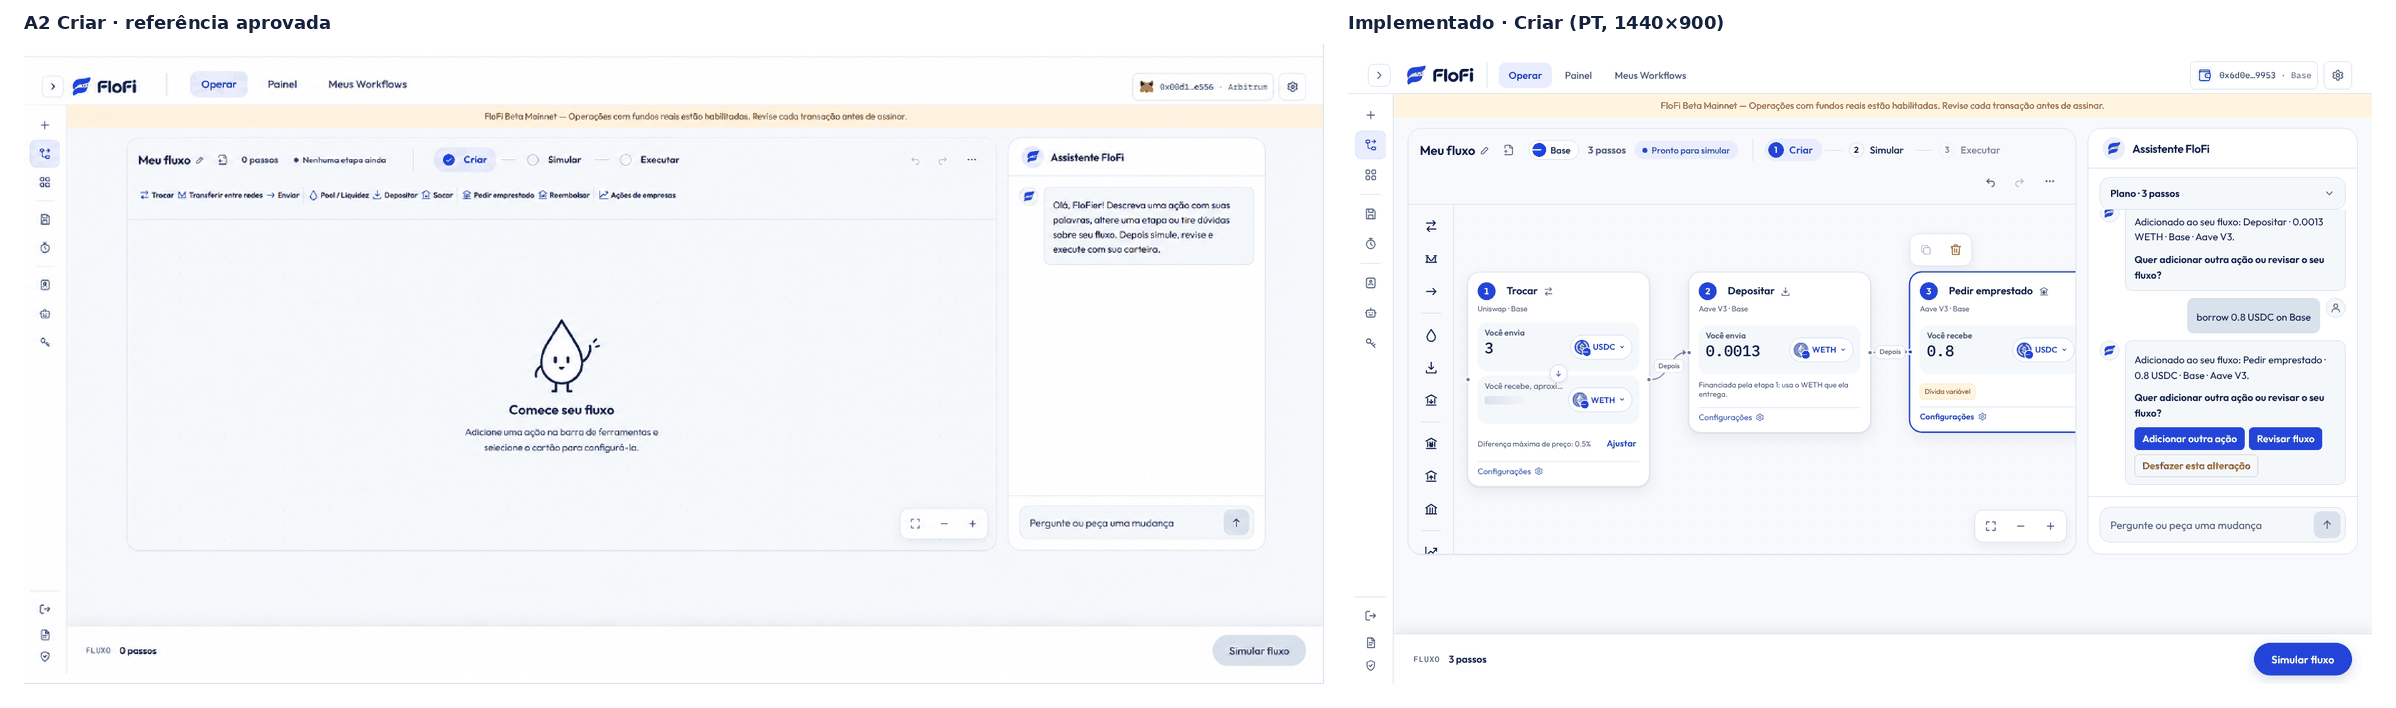 A2 Criar · referência aprovada
FloFi
Operar
Painel
Meus Workflows
0x00d1…e556 · Arbitrum
FloFi Beta Mainnet — Operações com fundos reais estão habilitadas. Revise cada transação antes de assinar.
Meu fluxo
0 passos
Nenhuma etapa ainda
Criar
Simular
Executar
Trocar
Transferir entre redes
Enviar
Pool / Liquidez
Depositar
Sacar
Pedir emprestado
Reembolsar
Ações de empresas
Comece seu fluxo
Adicione uma ação na barra de ferramentas e
selecione o cartão para configurá-la.
Assistente FloFi
Olá, FloFier! Descreva uma ação com suas
palavras, altere uma etapa ou tire dúvidas
sobre seu fluxo. Depois simule, revise e
execute com sua carteira.
Pergunte ou peça uma mudança
FLUXO 0 passos
Simular fluxo
Implementado · Criar (PT, 1440×900)
FloFi
Operar
Painel
Meus Workflows
0x6d0e…9953 · Base
FloFi Beta Mainnet — Operações com fundos reais estão habilitadas. Revise cada transação antes de assinar.
Meu fluxo
Base
3 passos
Pronto para simular
1 Criar
2 Simular
3 Executar
1 Trocar
Uniswap · Base
Você envia
3
USDC
Você recebe, aproxi…
WETH
Diferença máxima de preço: 0.5%
Ajustar
Configurações
Depois
2 Depositar
Aave V3 · Base
Você envia
0.0013
WETH
Financiada pela etapa 1: usa o WETH que ela
entrega.
Configurações
Depois
3 Pedir emprestado
Aave V3 · Base
Você recebe
0.8
USDC
Dívida variável
Configurações
Assistente FloFi
Plano · 3 passos
Adicionado ao seu fluxo: Depositar · 0.0013
WETH · Base · Aave V3.
Quer adicionar outra ação ou revisar o seu
fluxo?
borrow 0.8 USDC on Base
Adicionado ao seu fluxo: Pedir emprestado ·
0.8 USDC · Base · Aave V3.
Quer adicionar outra ação ou revisar o seu
fluxo?
Adicionar outra ação
Revisar fluxo
Desfazer esta alteração
Pergunte ou peça uma mudança
FLUXO 3 passos
Simular fluxo